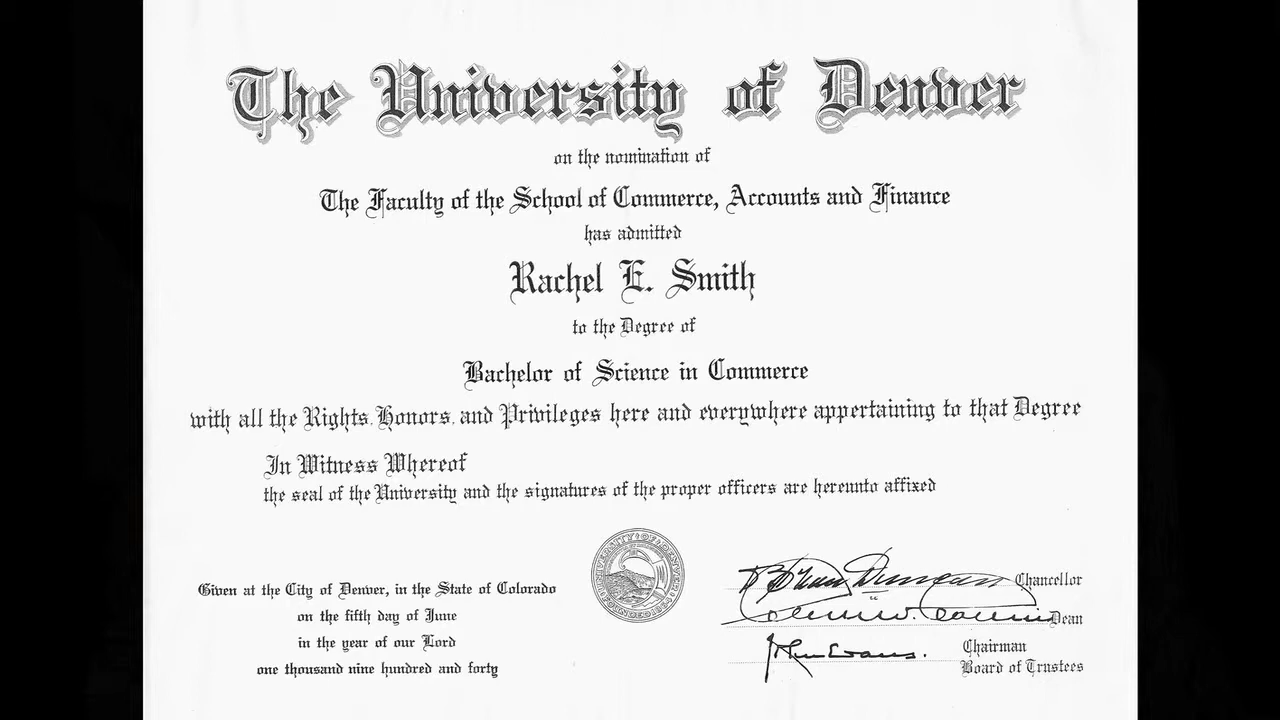 The University of Denver
on the nomination of
The Faculty of the School of Commerce, Accounts and Finance
has admitted
Rachel E. Smith
to the Degree of
Bachelor of Science in Commerce
with all the Rights, Honors, and Privileges here and everywhere appertaining to that Degree
In Witness Whereof
the seal of the University and the signatures of the proper officers are hereunto affixed
Given at the City of Denver, in the State of Colorado
on the fifth day of June
in the year of our Lord
one thousand nine hundred and forty
Duncan Chancellor
Dean
John Evans. Chairman
Board of Trustees